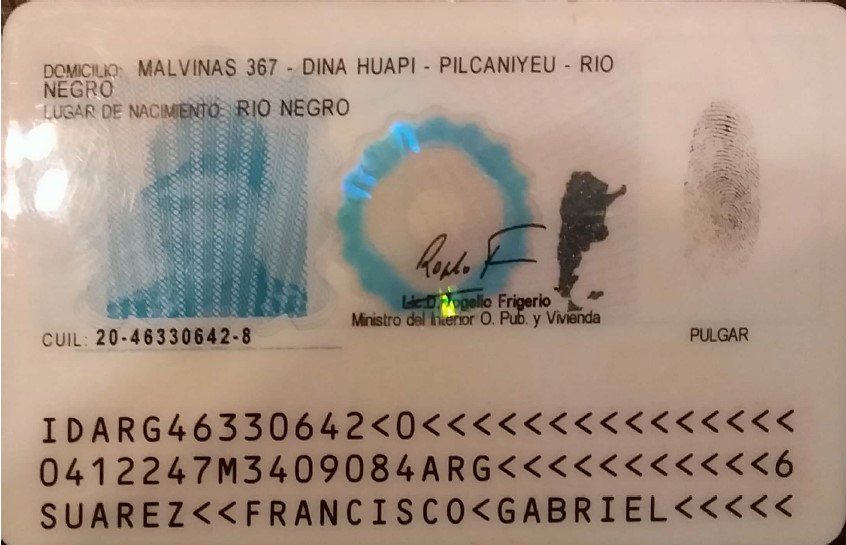 DOMICILIO: MALVINAS 367 - DINA HUAPI - PILCANIYEU - RIO
NEGRO
LUGAR DE NACIMIENTO: RIO NEGRO
Lic.D. Rogelio Frigerio
Ministro del Interior O. Pub. y Vivienda
CUIL: 20-46330642-8
PULGAR
IDARG46330642<0<<<<<<<<<<<<<<<
0412247M3409084ARG<<<<<<<<<<<6
SUAREZ<<FRANCISCO<GABRIEL<<<<<